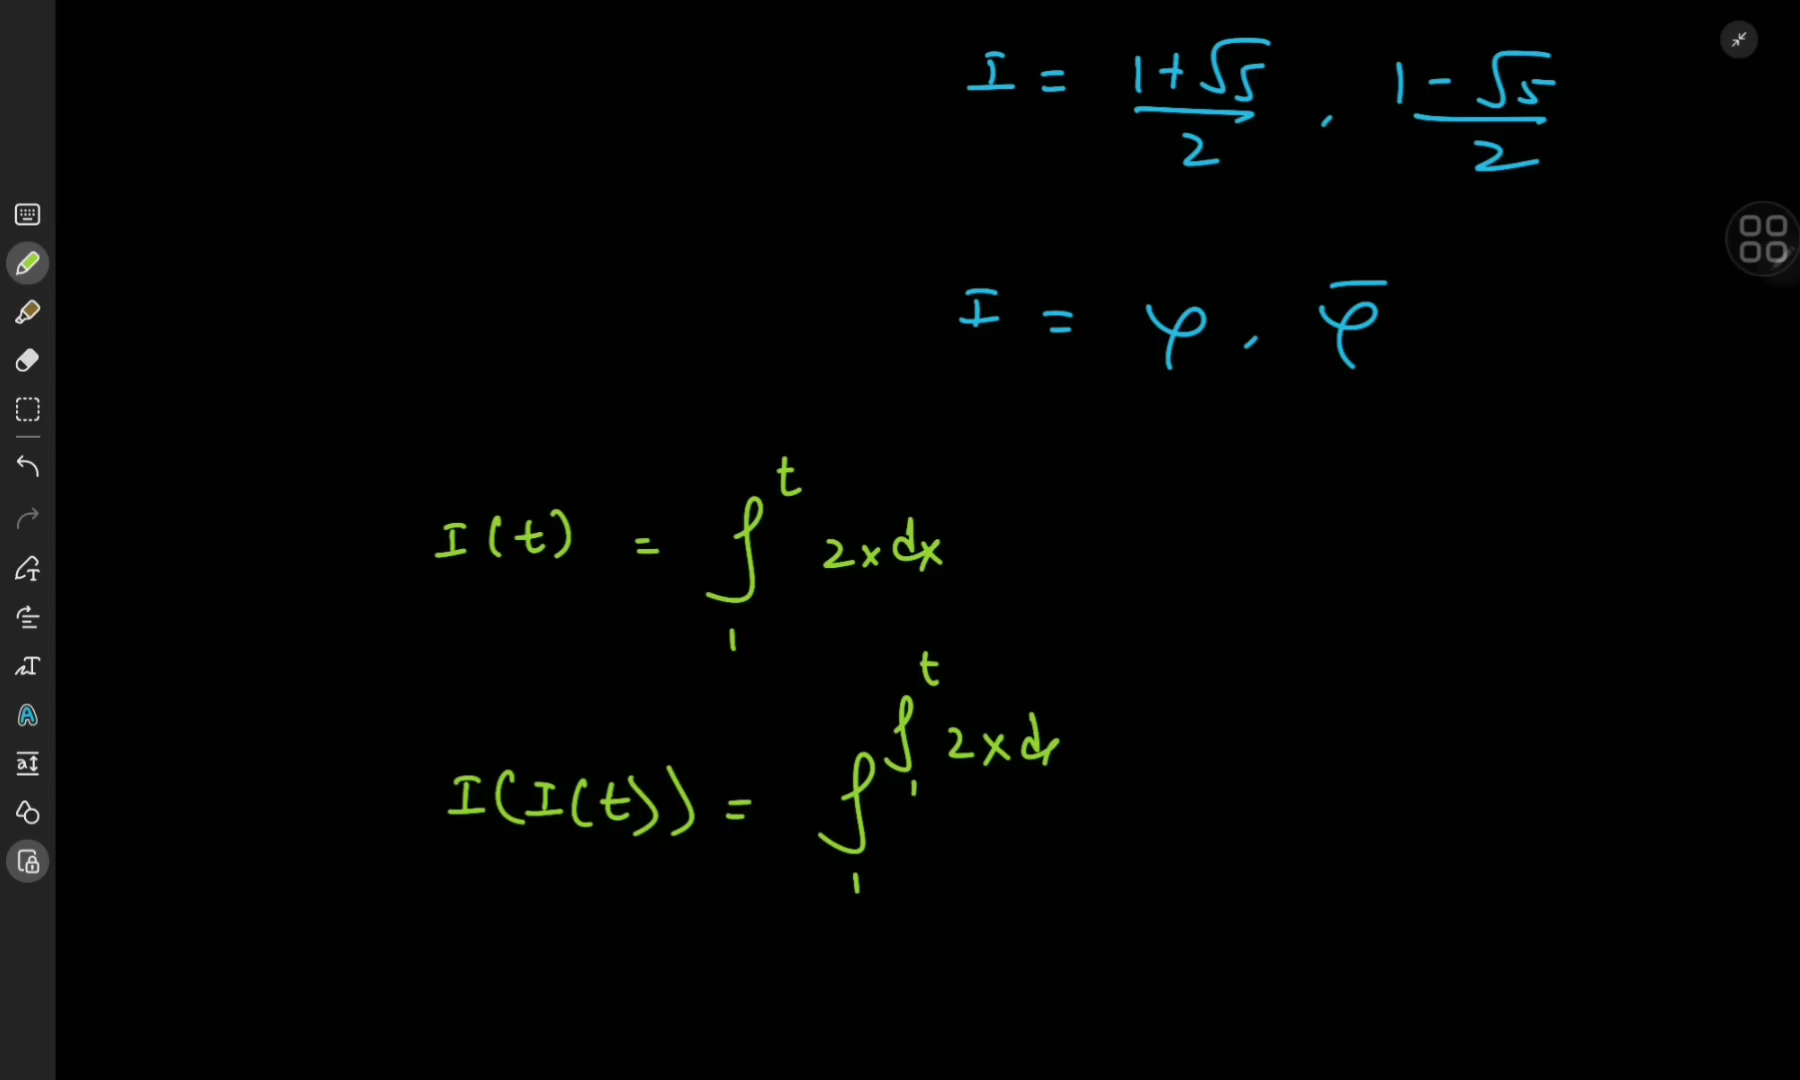 I = (1+√5)/2 , (1-√5)/2
I = φ , φ̅
I(t) = ∫₁ᵗ 2x dx
I(I(t)) = ∫₁^(∫₁ᵗ 2x dx)